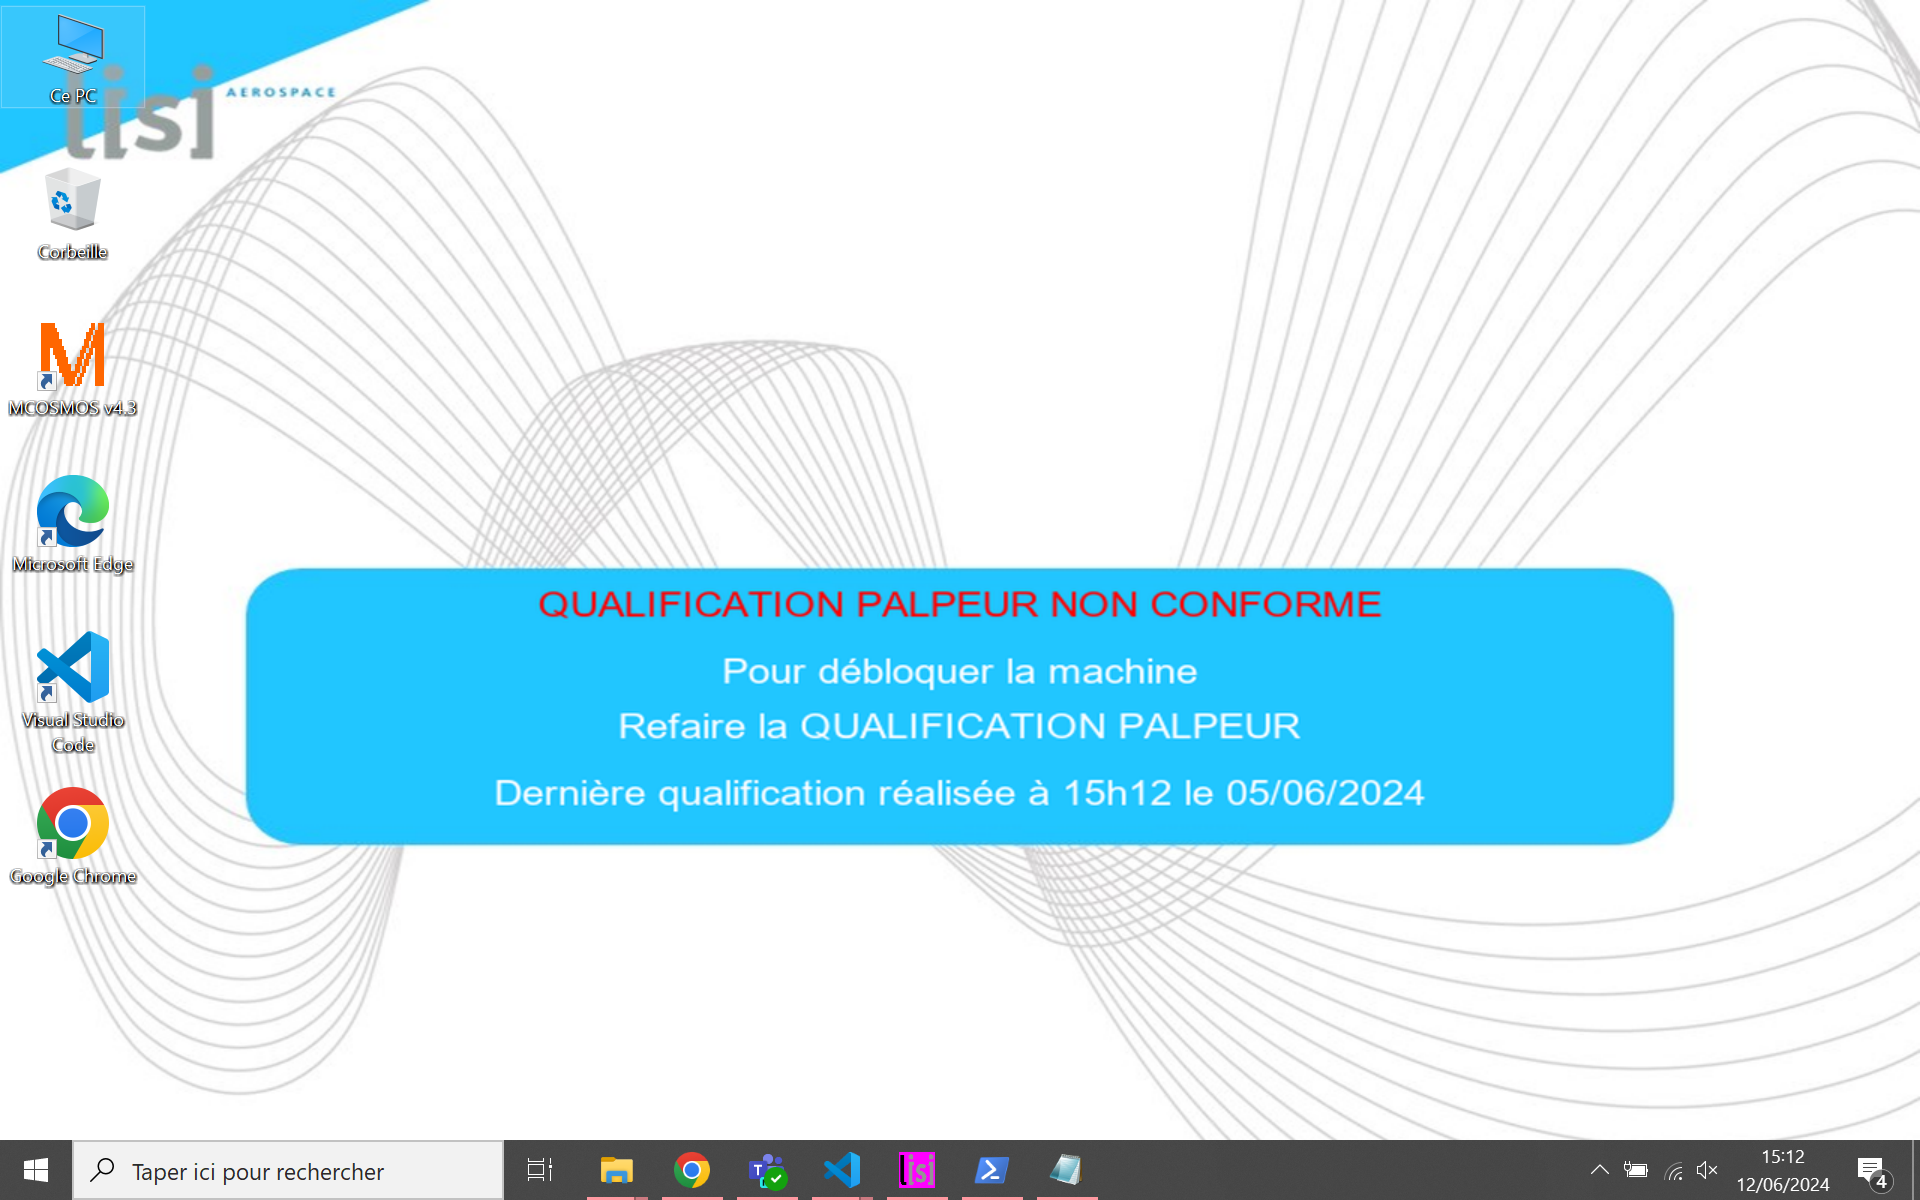 Ce PC
lisi AEROSPACE
Corbeille
M
MCOSMOS v4.3
Microsoft Edge
Visual Studio
Code
Google Chrome
QUALIFICATION PALPEUR NON CONFORME
Pour débloquer la machine
Refaire la QUALIFICATION PALPEUR
Dernière qualification réalisée à 15h12 le 05/06/2024
Taper ici pour rechercher
lisi
15:12
12/06/2024
4